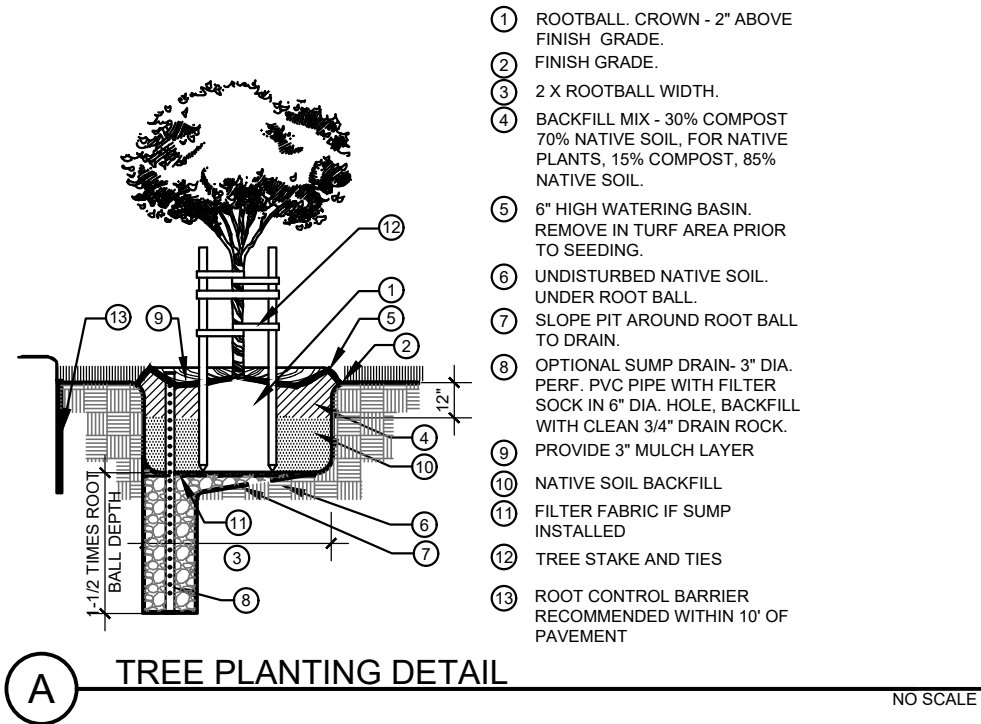 1 ROOTBALL. CROWN - 2" ABOVE
FINISH GRADE.
2 FINISH GRADE.
3 2 X ROOTBALL WIDTH.
4 BACKFILL MIX - 30% COMPOST
70% NATIVE SOIL, FOR NATIVE
PLANTS, 15% COMPOST, 85%
NATIVE SOIL.
5 6" HIGH WATERING BASIN.
REMOVE IN TURF AREA PRIOR
TO SEEDING.
6 UNDISTURBED NATIVE SOIL.
UNDER ROOT BALL.
7 SLOPE PIT AROUND ROOT BALL
TO DRAIN.
8 OPTIONAL SUMP DRAIN- 3" DIA.
PERF. PVC PIPE WITH FILTER
SOCK IN 6" DIA. HOLE, BACKFILL
WITH CLEAN 3/4" DRAIN ROCK.
9 PROVIDE 3" MULCH LAYER
10 NATIVE SOIL BACKFILL
11 FILTER FABRIC IF SUMP
INSTALLED
12 TREE STAKE AND TIES
13 ROOT CONTROL BARRIER
RECOMMENDED WITHIN 10' OF
PAVEMENT
12
1
13
9
5
2
12"
4
10
11
6
3
7
8
1-1/2 TIMES ROOT
BALL DEPTH
A
TREE PLANTING DETAIL
NO SCALE